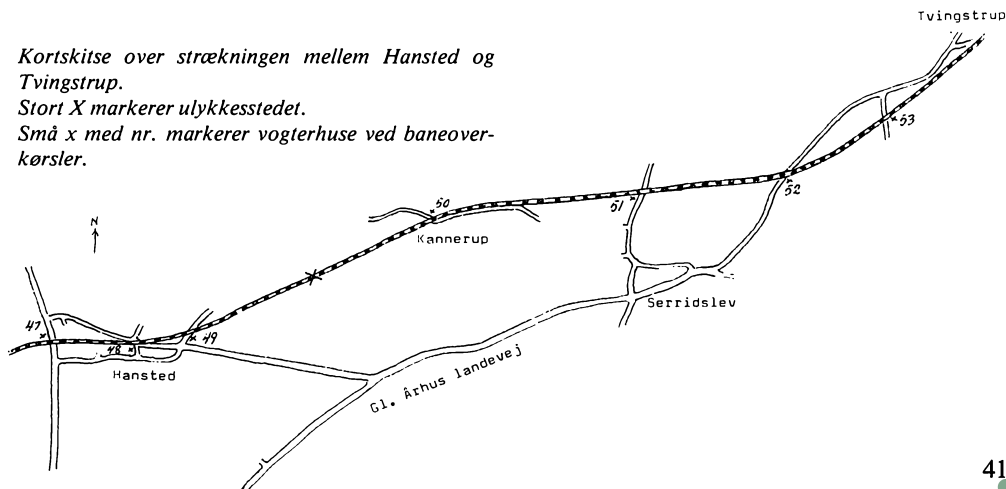 Tvingstrup
Kortskitse over strækningen mellem Hansted og
Tvingstrup.
Stort X markerer ulykkesstedet.
Små x med nr. markerer vogterhuse ved baneover-
kørsler.
53
52
51
50
Kannerup
N
Serridslev
47
48
49
Hansted
Gl. Århus landevej
41